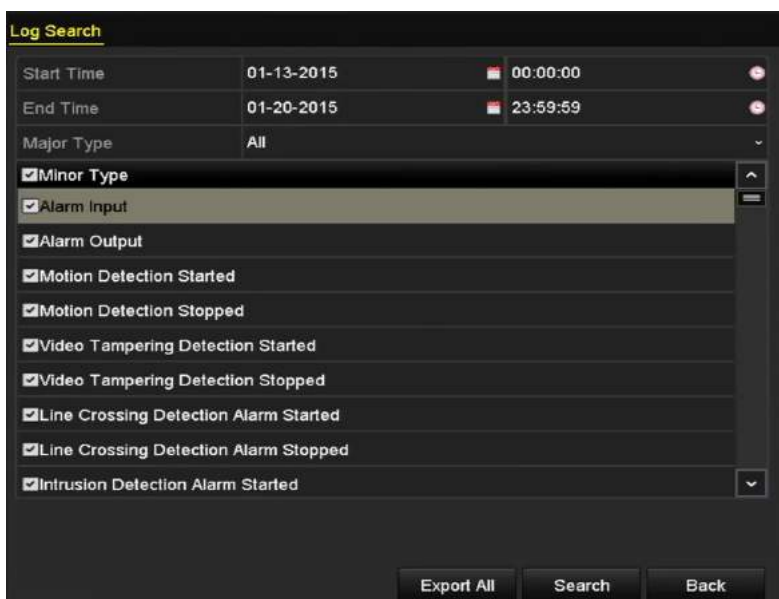 Log Search
Start Time 01-13-2015 00:00:00
End Time 01-20-2015 23:59:59
Major Type All
Minor Type
Alarm Input
Alarm Output
Motion Detection Started
Motion Detection Stopped
Video Tampering Detection Started
Video Tampering Detection Stopped
Line Crossing Detection Alarm Started
Line Crossing Detection Alarm Stopped
Intrusion Detection Alarm Started
Export All Search Back